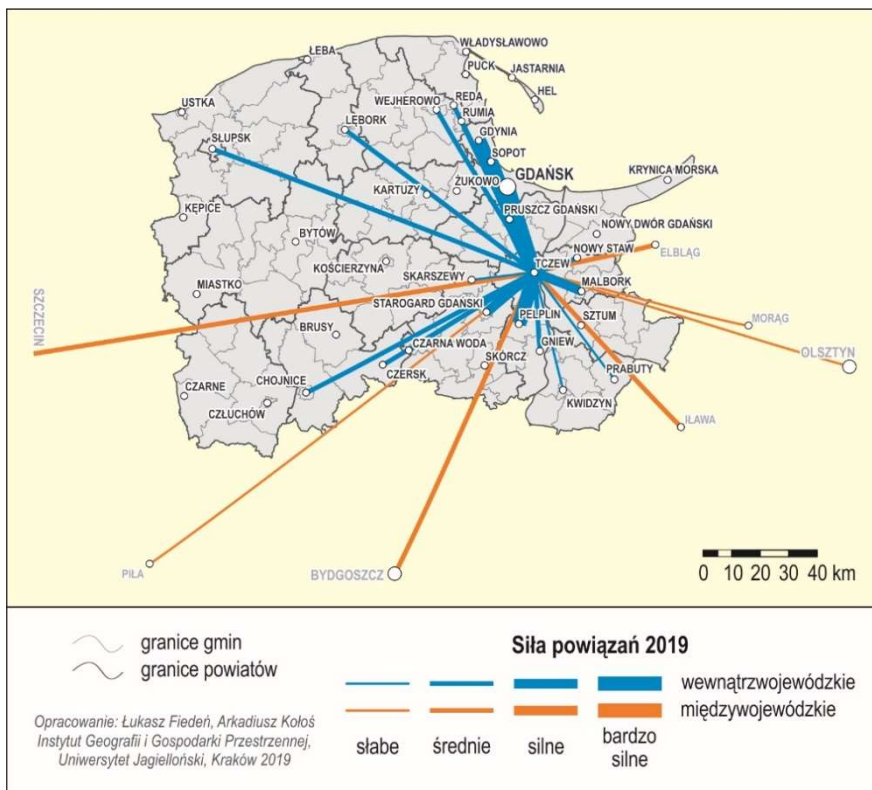 WŁADYSŁAWOWO
ŁEBA
PUCK
JASTARNIA
HEL
USTKA
WEJHEROWO
REDA
RUMIA
LĘBORK
GDYNIA
SŁUPSK
SOPOT
GDAŃSK
KRYNICA MORSKA
KARTUZY
ŻUKOWO
KĘPICE
PRUSZCZ GDAŃSKI
NOWY DWÓR GDAŃSKI
BYTÓW
ELBLĄG
NOWY STAW
KOŚCIERZYNA
TCZEW
SKARSZEWY
MALBORK
SZCZECIN
MIASTKO
STAROGARD GDAŃSKI
PELPLIN
SZTUM
MORĄG
BRUSY
CZARNA WODA
GNIEW
OLSZTYN
SKÓRCZ
CZERSK
PRABUTY
CZARNE
CHOJNICE
CZŁUCHÓW
KWIDZYN
IŁAWA
PIŁA
BYDGOSZCZ
0 10 20 30 40 km
granice gmin
granice powiatów
Opracowanie: Łukasz Fiedeń, Arkadiusz Kołoś
Instytut Geografii i Gospodarki Przestrzennej,
Uniwersytet Jagielloński, Kraków 2019
Siła powiązań 2019
wewnątrzwojewódzkie
międzywojewódzkie
słabe średnie silne bardzo
silne